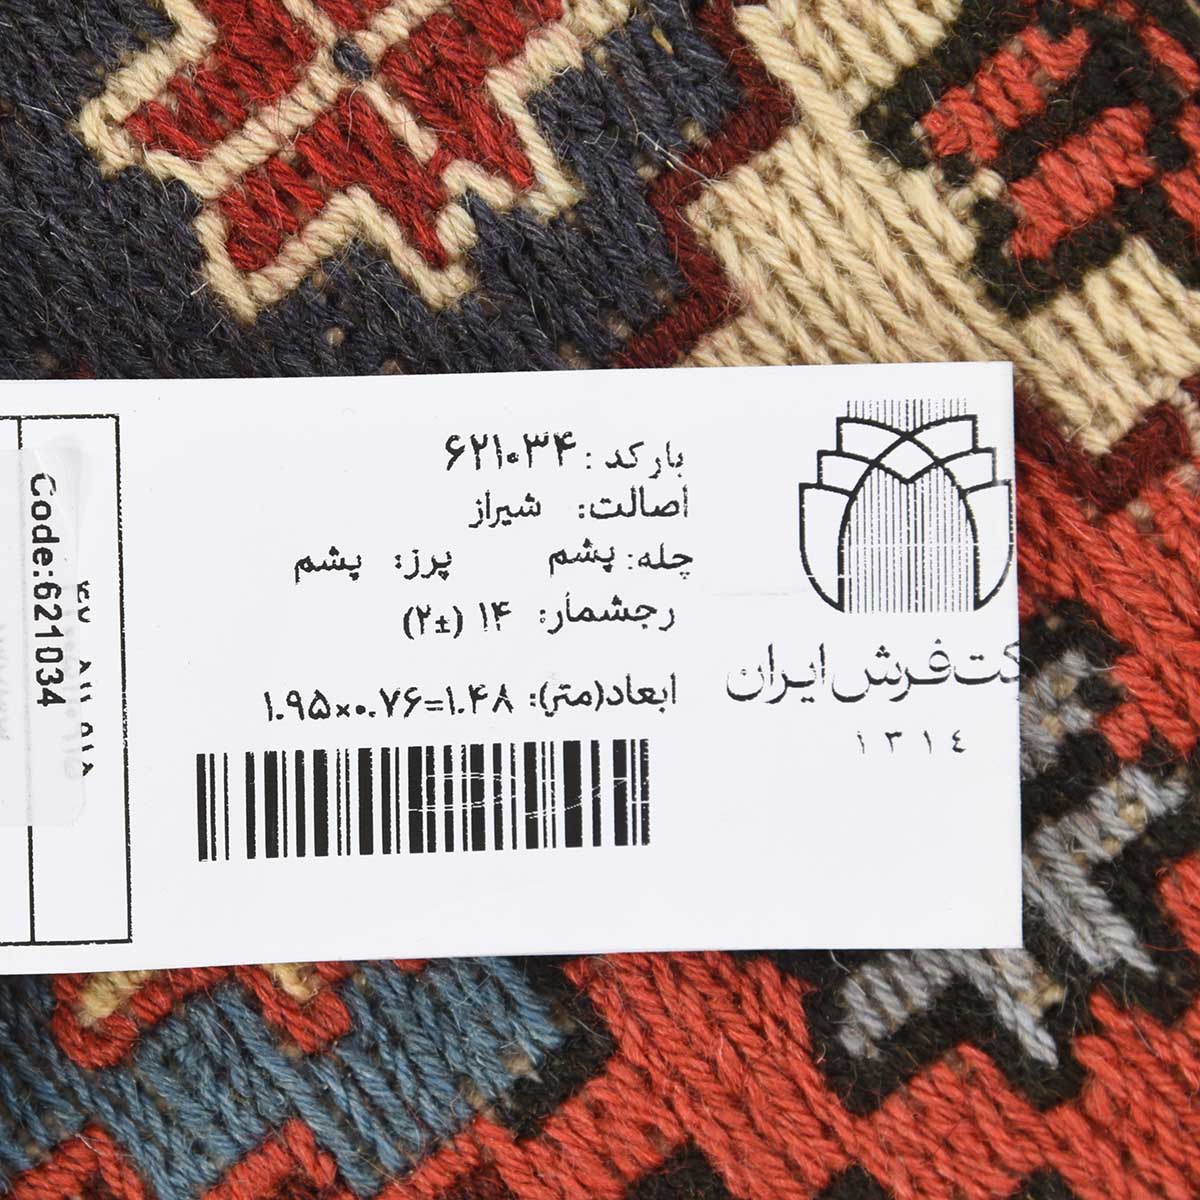 بارکد: ۶۲۱۰۳۴
اصالت: شیراز
چله: پشم پرز: پشم
رجشمار: ۱۴ (±۲)
ابعاد(متر): ۱.۹۵×۰.۷۶=۱.۴۸
کت فرش ایران
۱۳۱۴
Code:621034